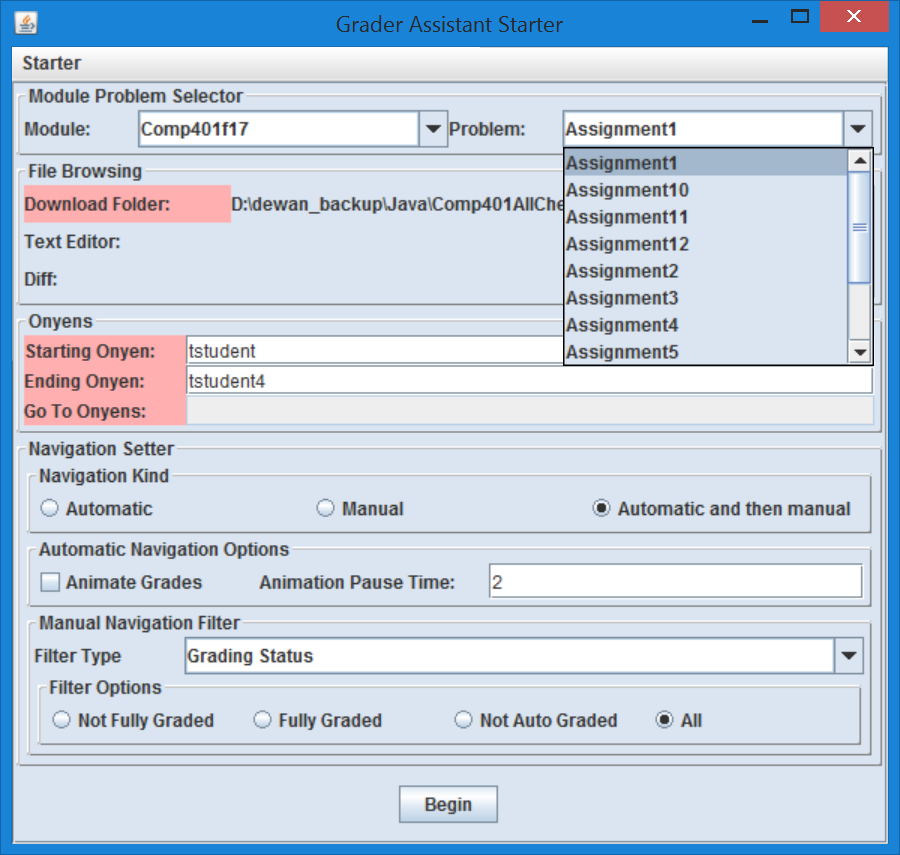 Grader Assistant Starter
Starter
Module Problem Selector
Module: Comp401f17 Problem: Assignment1
Assignment1
Assignment10
Assignment11
Assignment12
Assignment2
Assignment3
Assignment4
Assignment5
File Browsing
Download Folder: D:\dewan_backup\Java\Comp401AllChe
Text Editor:
Diff:
Onyens
Starting Onyen: tstudent
Ending Onyen: tstudent4
Go To Onyens:
Navigation Setter
Navigation Kind
Automatic Manual Automatic and then manual
Automatic Navigation Options
Animate Grades Animation Pause Time: 2
Manual Navigation Filter
Filter Type Grading Status
Filter Options
Not Fully Graded Fully Graded Not Auto Graded All
Begin